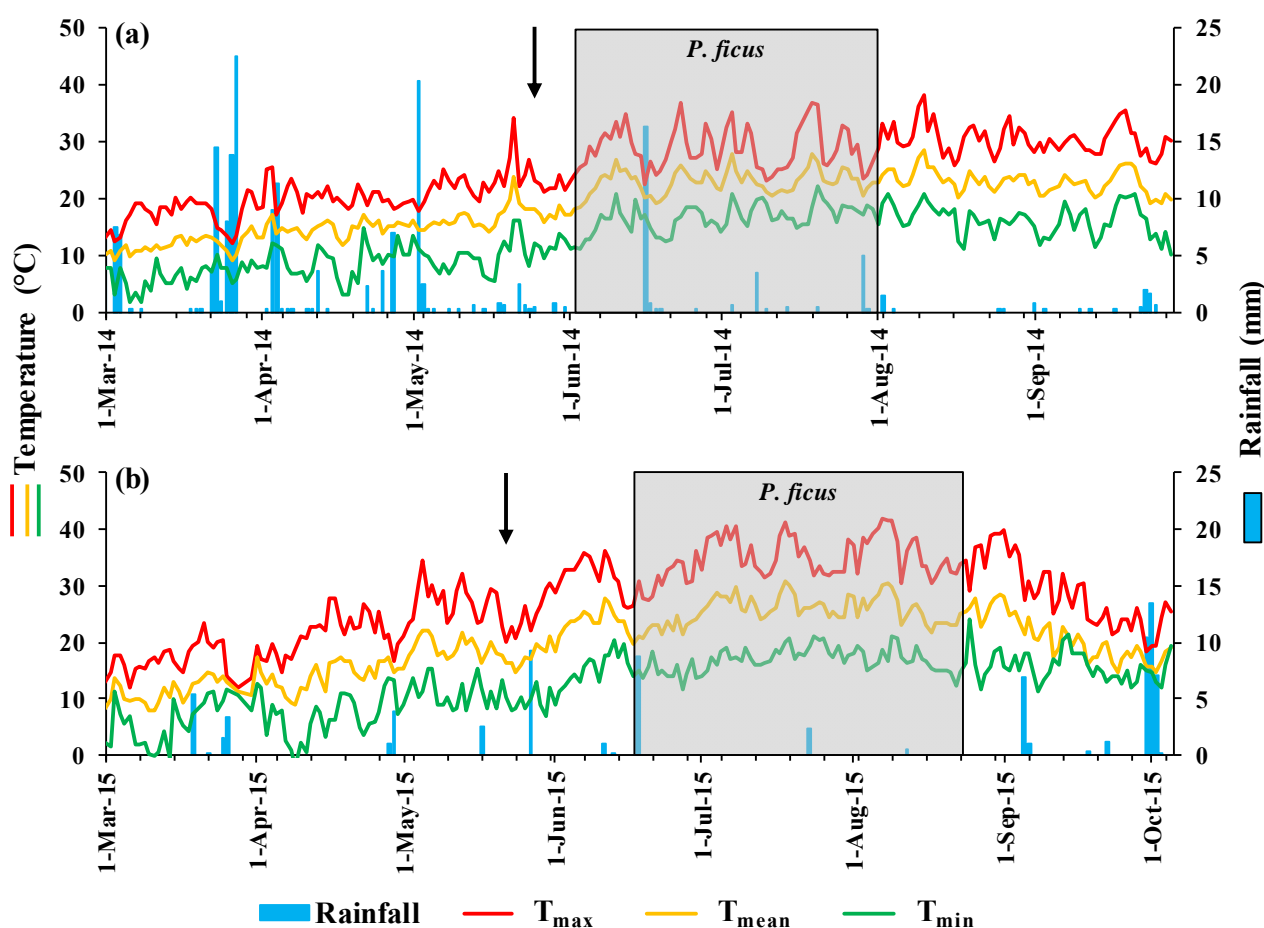 (a)
P. ficus
50
40
30
20
10
0
25
20
15
10
5
0
1-Mar-14
1-Apr-14
1-May-14
1-Jun-14
1-Jul-14
1-Aug-14
1-Sep-14
Temperature (°C)
Rainfall (mm)
(b)
P. ficus
50
40
30
20
10
0
25
20
15
10
5
0
1-Mar-15
1-Apr-15
1-May-15
1-Jun-15
1-Jul-15
1-Aug-15
1-Sep-15
1-Oct-15
Rainfall Tmax Tmean Tmin